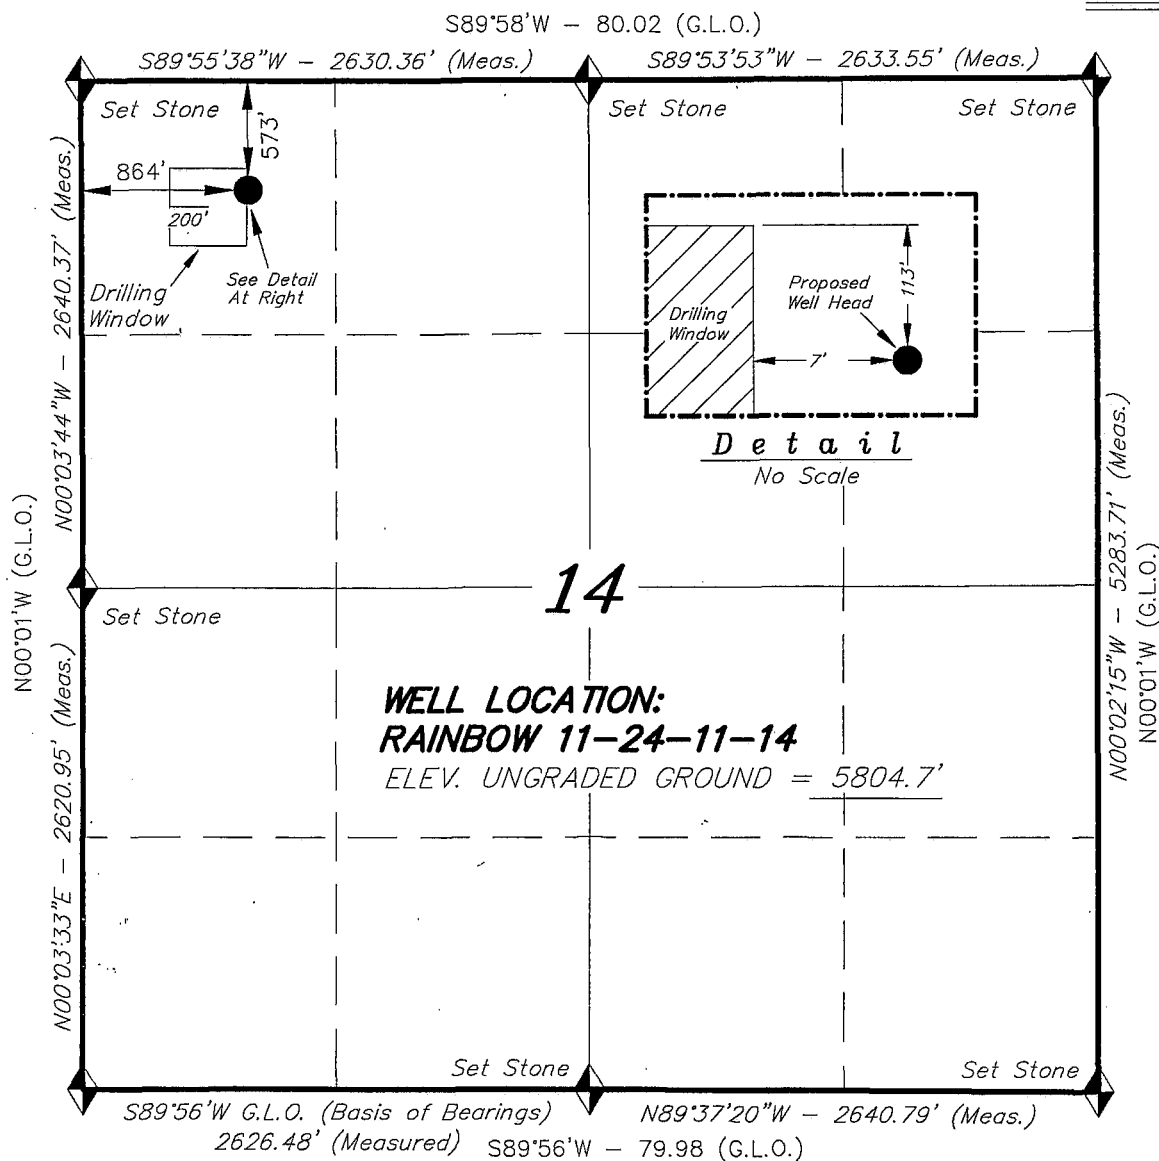 S89°58'W - 80.02 (G.L.O.)
S89°55'38"W - 2630.36' (Meas.)
S89°53'53"W - 2633.55' (Meas.)
Set Stone
Set Stone
Set Stone
573'
864'
200'
See Detail
At Right
Drilling
Window
Drilling
Window
Proposed
Well Head
113'
7'
Detail
No Scale
N00°03'44"W - 2640.37' (Meas.)
N00°01'W (G.L.O.)
Set Stone
14
N00°02'15"W - 5283.71' (Meas.)
N00°01'W (G.L.O.)
WELL LOCATION:
RAINBOW 11-24-11-14
ELEV. UNGRADED GROUND = 5804.7'
N00°03'33"E - 2620.95' (Meas.)
Set Stone
Set Stone
S89°56'W G.L.O. (Basis of Bearings)
2626.48' (Measured)
N89°37'20"W - 2640.79' (Meas.)
S89°56'W - 79.98 (G.L.O.)